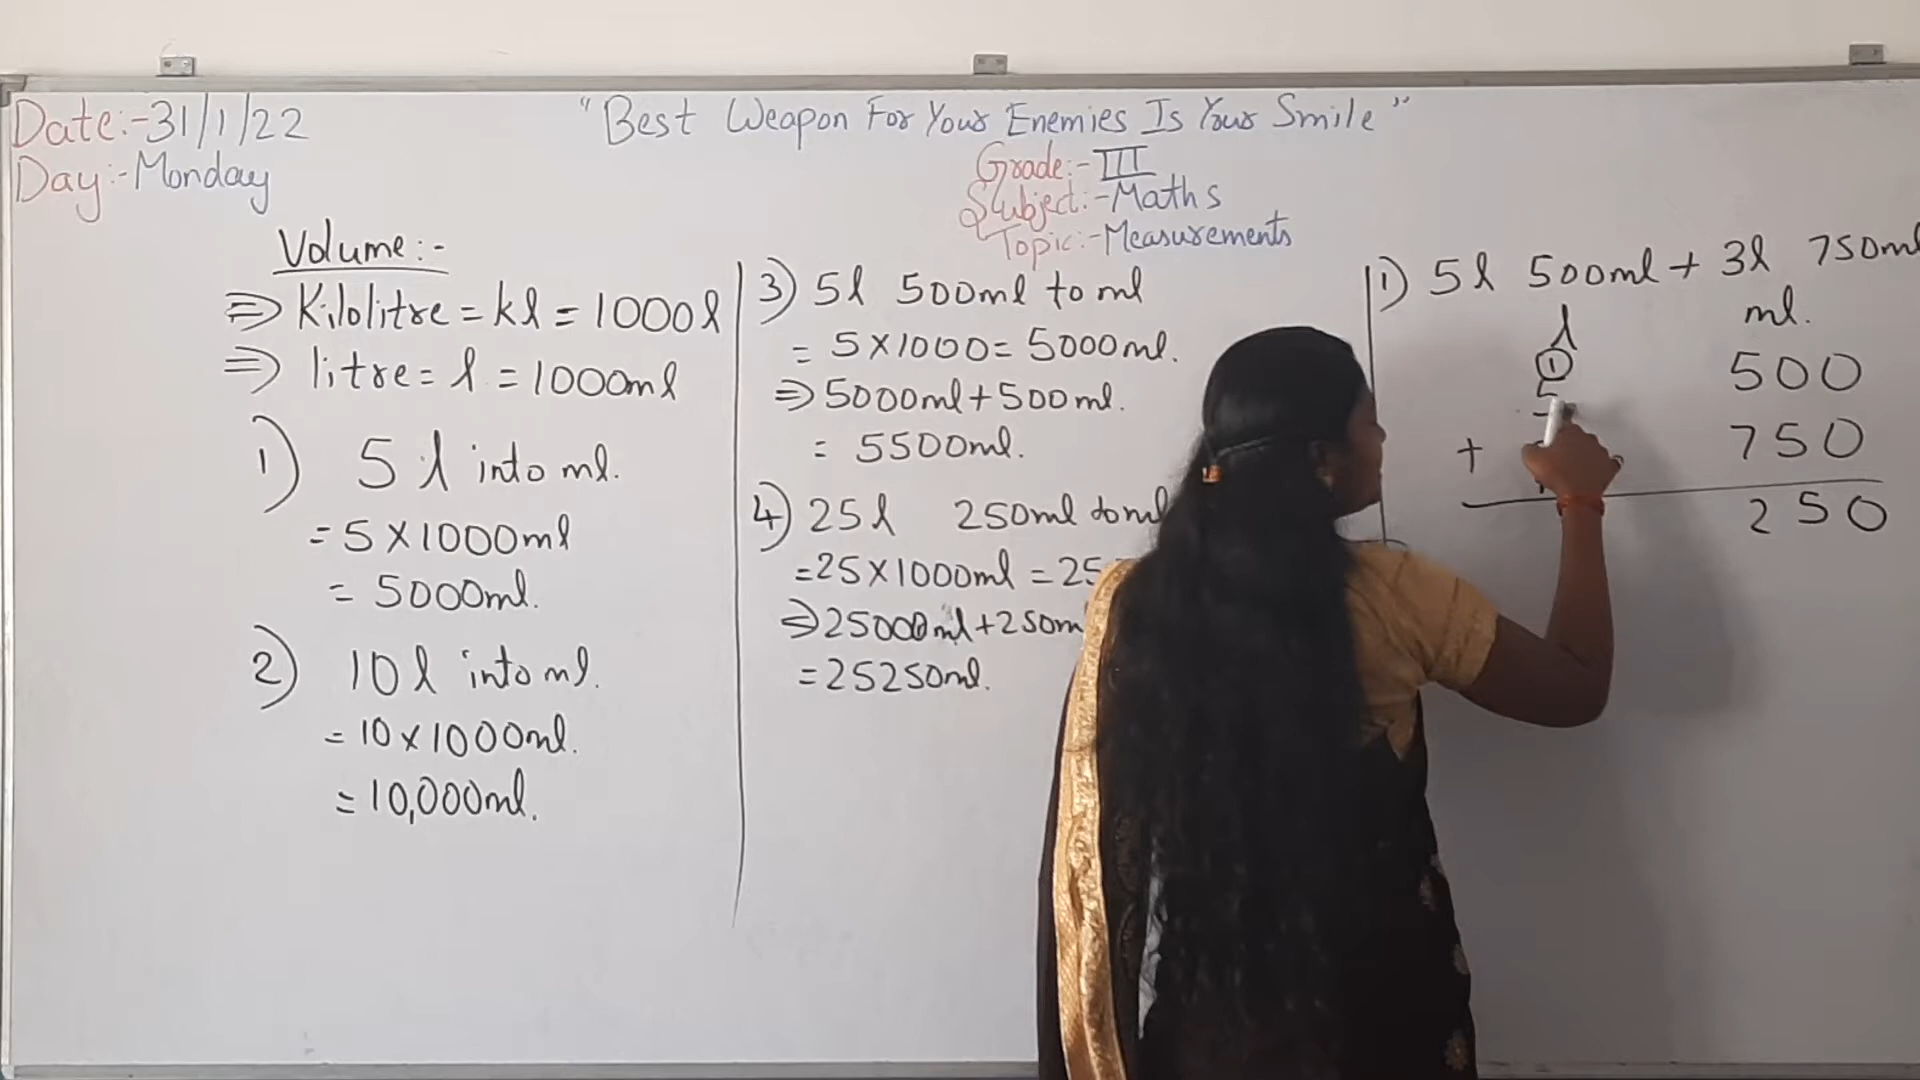 Date:-31/1/22
Day:-Monday
"Best Weapon For Your Enemies Is Your Smile"
Grade:-III
Subject:-Maths
Topic:-Measurements
Volume:-
⇒ Kilolitre = kl = 1000l
⇒ litre = l = 1000ml
1) 5l into ml.
= 5×1000ml
= 5000ml.
2) 10l into ml.
= 10×1000ml.
= 10,000ml.
3) 5l 500ml to ml
= 5×1000=5000ml.
⇒ 5000ml+500ml.
= 5500ml.
4) 25l 250ml to ml
=25×1000ml = 25
⇒25000ml+250m
=25250ml.
1) 5l 500ml + 3l 750ml
l ml.
1
5 500
+ 750
250